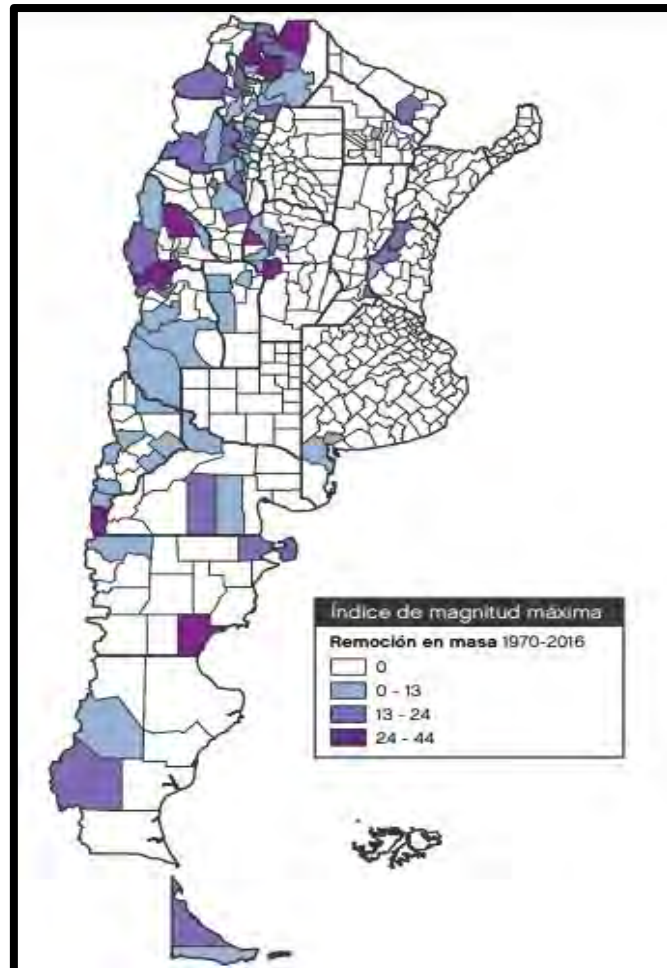 Índice de magnitud máxima
Remoción en masa 1970-2016
0
0 - 13
13 - 24
24 - 44